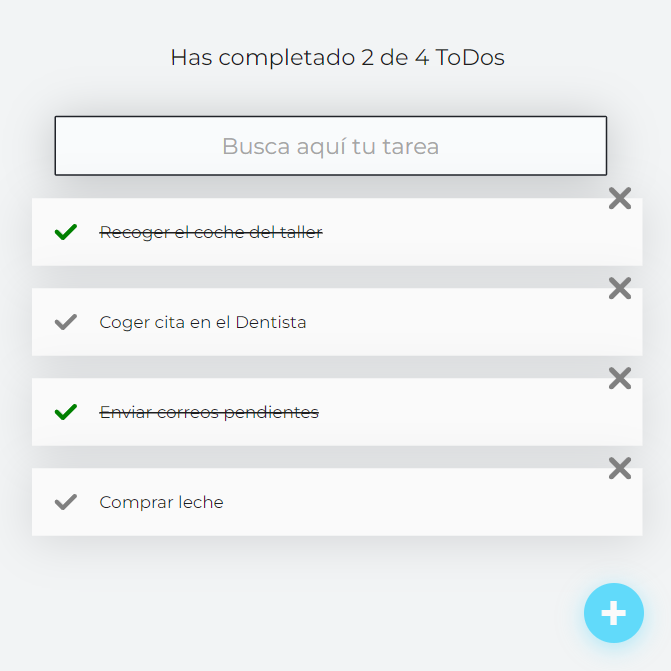 Has completado 2 de 4 ToDos
Busca aquí tu tarea
Recoger el coche del taller
Coger cita en el Dentista
Enviar correos pendientes
Comprar leche